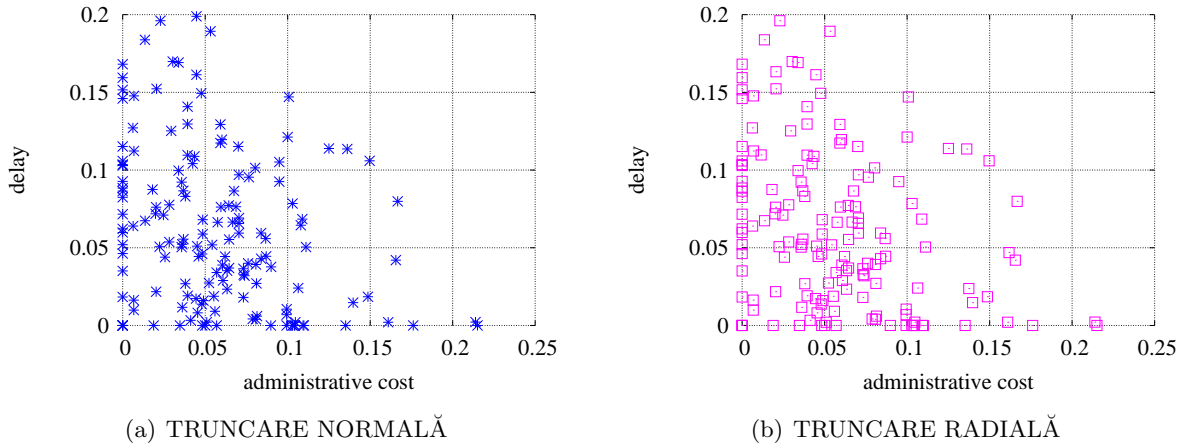 0.2
0.15
0.1
0.05
0
delay
0 0.05 0.1 0.15 0.2 0.25
administrative cost
(a) TRUNCARE NORMALĂ
0.2
0.15
0.1
0.05
0
delay
0 0.05 0.1 0.15 0.2 0.25
administrative cost
(b) TRUNCARE RADIALĂ